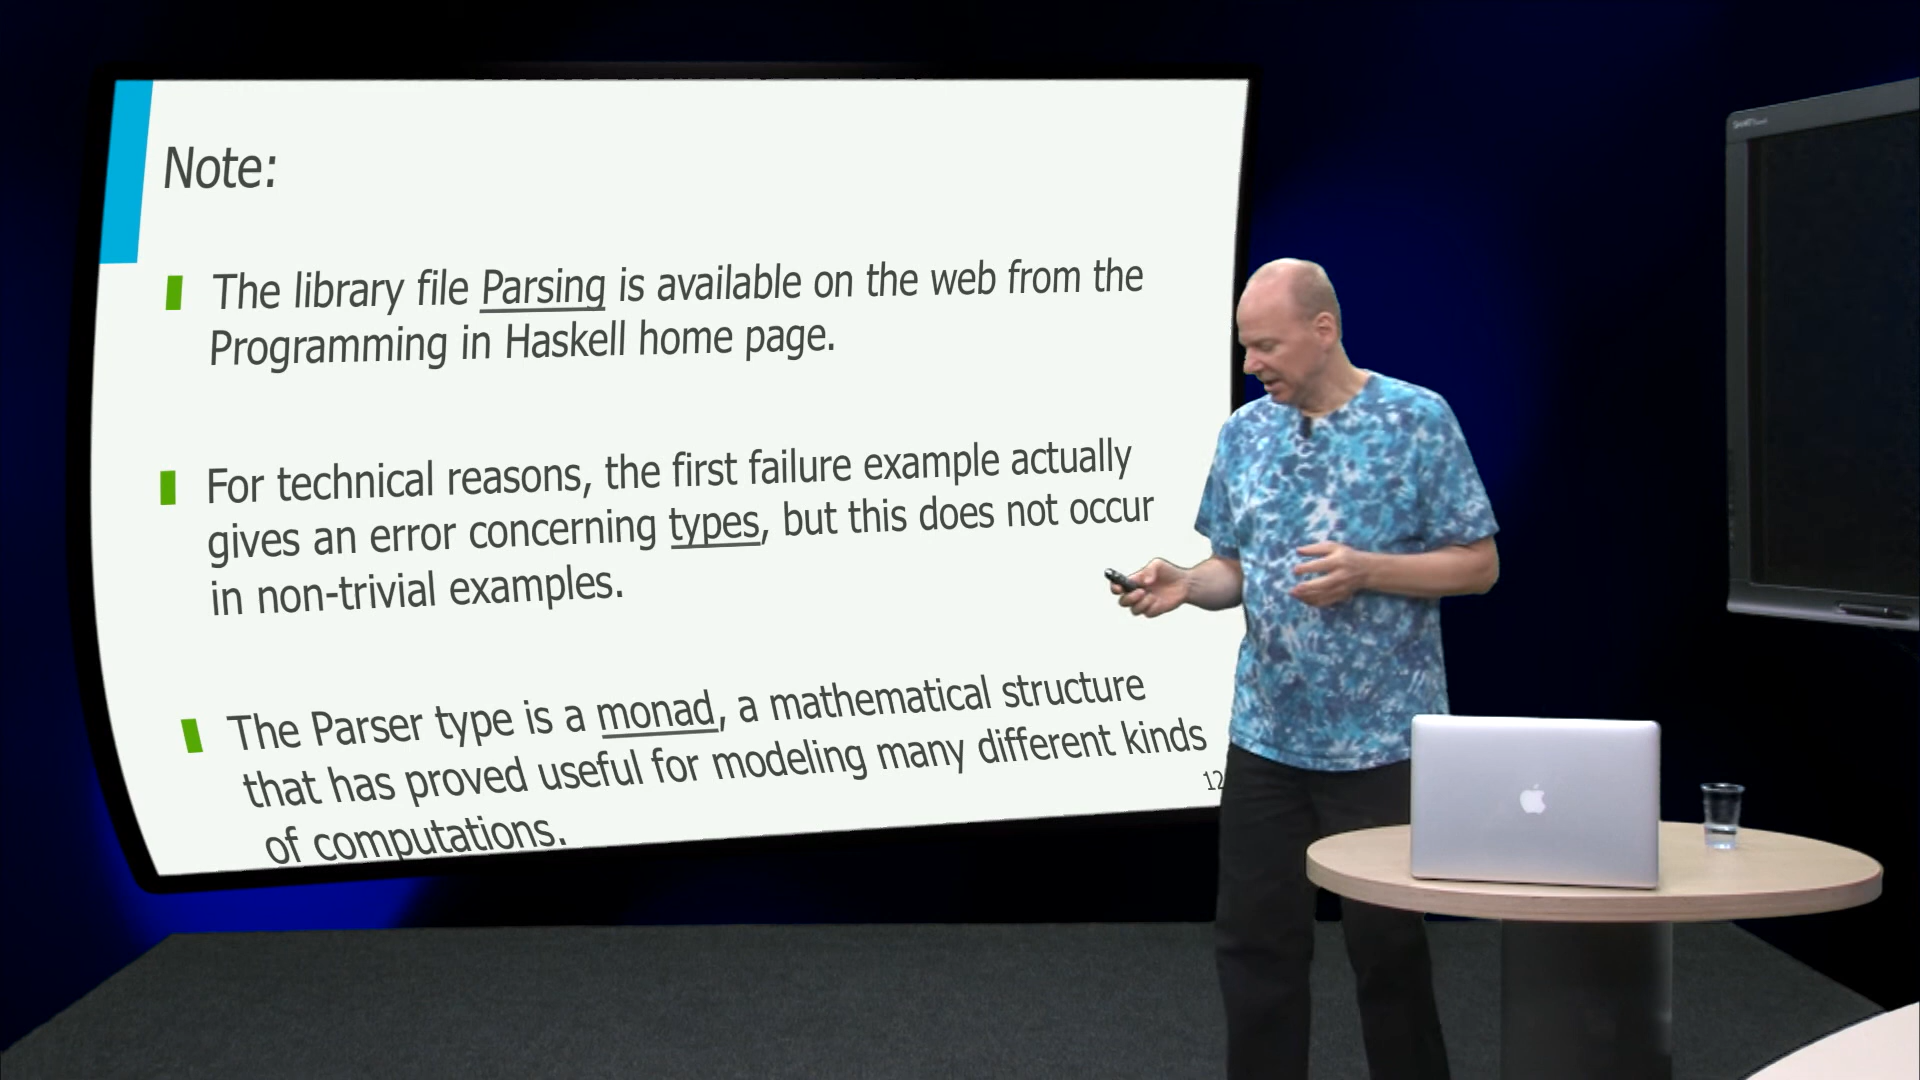 Note:
The library file Parsing is available on the web from the
Programming in Haskell home page.
For technical reasons, the first failure example actually
gives an error concerning types, but this does not occur
in non-trivial examples.
The Parser type is a monad, a mathematical structure
that has proved useful for modeling many different kinds
of computations.
12